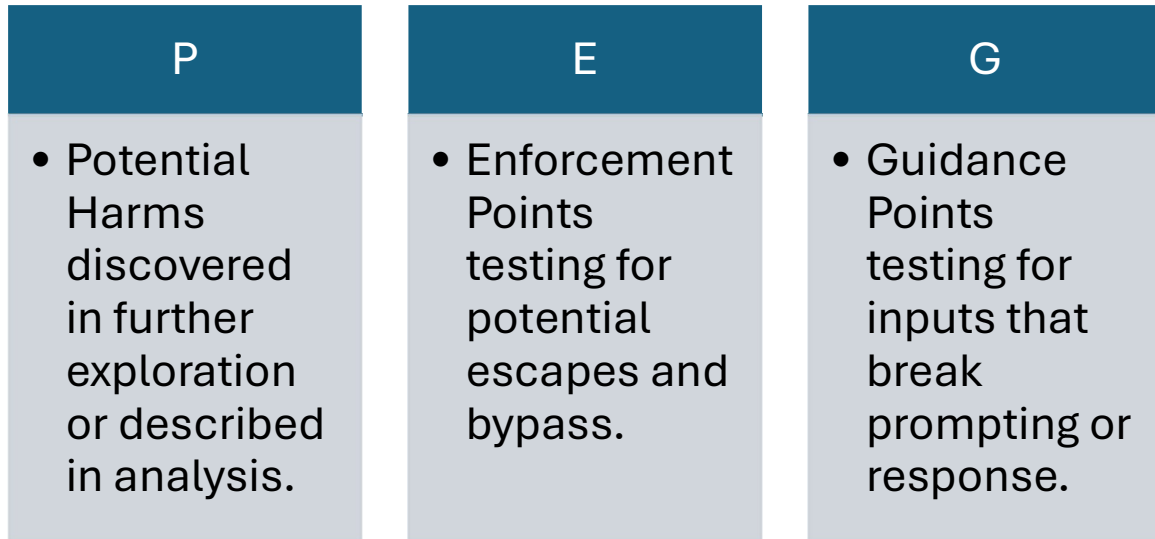 P
• Potential
Harms
discovered
in further
exploration
or described
in analysis.
E
• Enforcement
Points
testing for
potential
escapes and
bypass.
G
• Guidance
Points
testing for
inputs that
break
prompting or
response.